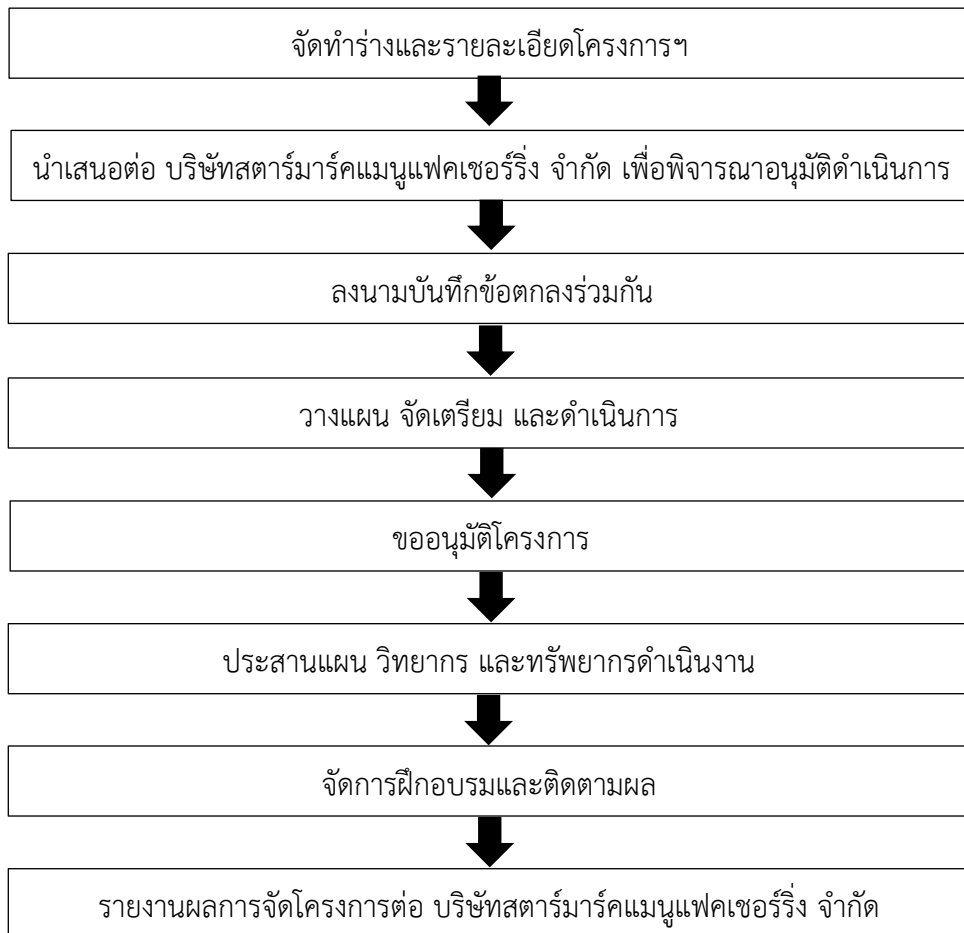 จัดทำร่างและรายละเอียดโครงการฯ
นำเสนอต่อ บริษัทสตาร์มาร์คแมนูแฟคเชอร์ริ่ง จำกัด เพื่อพิจารณาอนุมัติดำเนินการ
ลงนามบันทึกข้อตกลงร่วมกัน
วางแผน จัดเตรียม และดำเนินการ
ขออนุมัติโครงการ
ประสานแผน วิทยากร และทรัพยากรดำเนินงาน
จัดการฝึกอบรมและติดตามผล
รายงานผลการจัดโครงการต่อ บริษัทสตาร์มาร์คแมนูแฟคเชอร์ริ่ง จำกัด